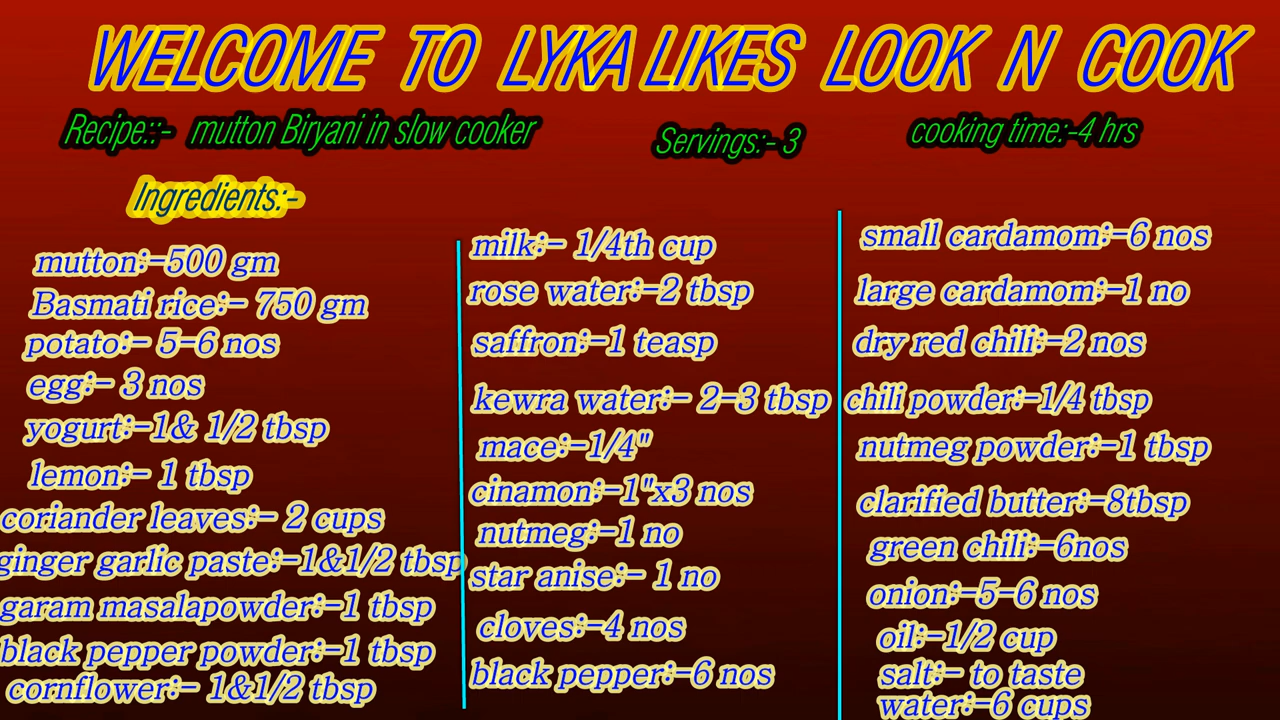 WELCOME TO LYKA LIKES LOOK N COOK
Recipe::- mutton Biryani in slow cooker
Servings:- 3
cooking time:-4 hrs
Ingredients:-
mutton:-500 gm
Basmati rice:- 750 gm
potato:- 5-6 nos
egg:- 3 nos
yogurt:-1& 1/2 tbsp
lemon:- 1 tbsp
coriander leaves:- 2 cups
ginger garlic paste:-1&1/2 tbsp
garam masalapowder:-1 tbsp
black pepper powder:-1 tbsp
cornflower:- 1&1/2 tbsp
milk:- 1/4th cup
rose water:-2 tbsp
saffron:-1 teasp
kewra water:- 2-3 tbsp
mace:-1/4"
cinamon:-1"x3 nos
nutmeg:-1 no
star anise:- 1 no
cloves:-4 nos
black pepper:-6 nos
small cardamom:-6 nos
large cardamom:-1 no
dry red chili:-2 nos
chili powder:-1/4 tbsp
nutmeg powder:-1 tbsp
clarified butter:-8tbsp
green chili:-6nos
onion:-5-6 nos
oil:-1/2 cup
salt:- to taste
water:-6 cups